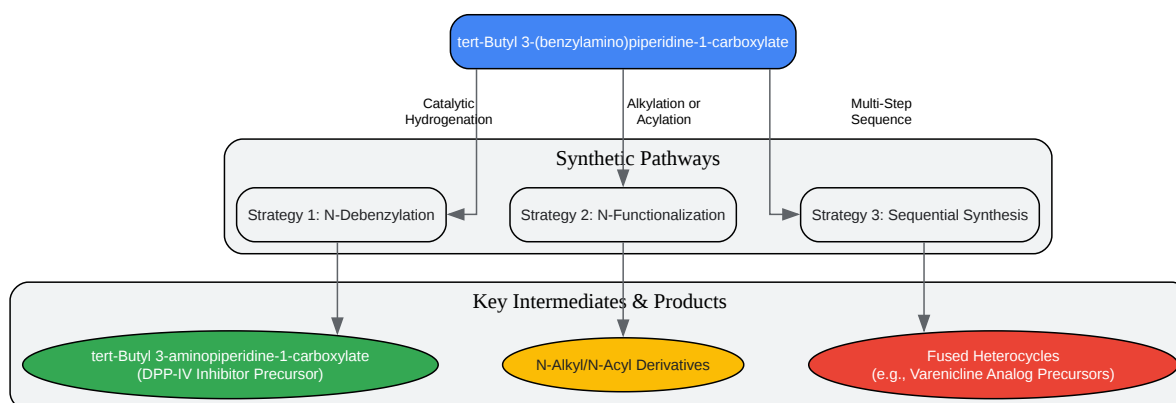 tert-Butyl 3-(benzylamino)piperidine-1-carboxylate
Catalytic
Hydrogenation
Alkylation or
Acylation
Multi-Step
Sequence
Synthetic Pathways
Strategy 1: N-Debenzylation
Strategy 2: N-Functionalization
Strategy 3: Sequential Synthesis
Key Intermediates & Products
tert-Butyl 3-aminopiperidine-1-carboxylate
(DPP-IV Inhibitor Precursor)
N-Alkyl/N-Acyl Derivatives
Fused Heterocycles
(e.g., Varenicline Analog Precursors)